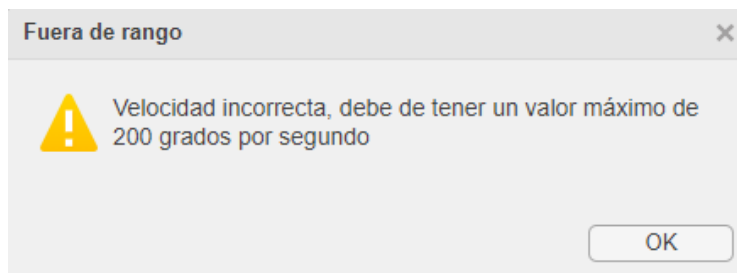 Fuera de rango
Velocidad incorrecta, debe de tener un valor máximo de
200 grados por segundo
OK